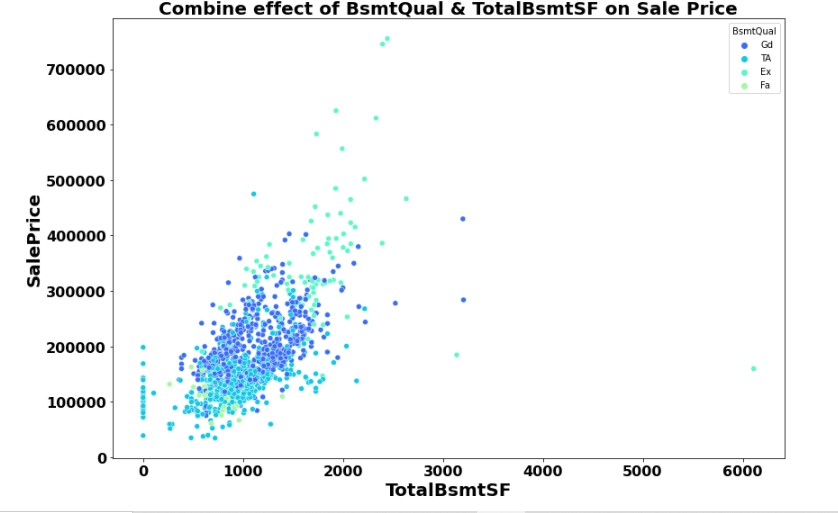 Combine effect of BsmtQual & TotalBsmtSF on Sale Price
BsmtQual
Gd
TA
Ex
Fa
700000
600000
500000
400000
300000
200000
100000
0
SalePrice
0 1000 2000 3000 4000 5000 6000
TotalBsmtSF